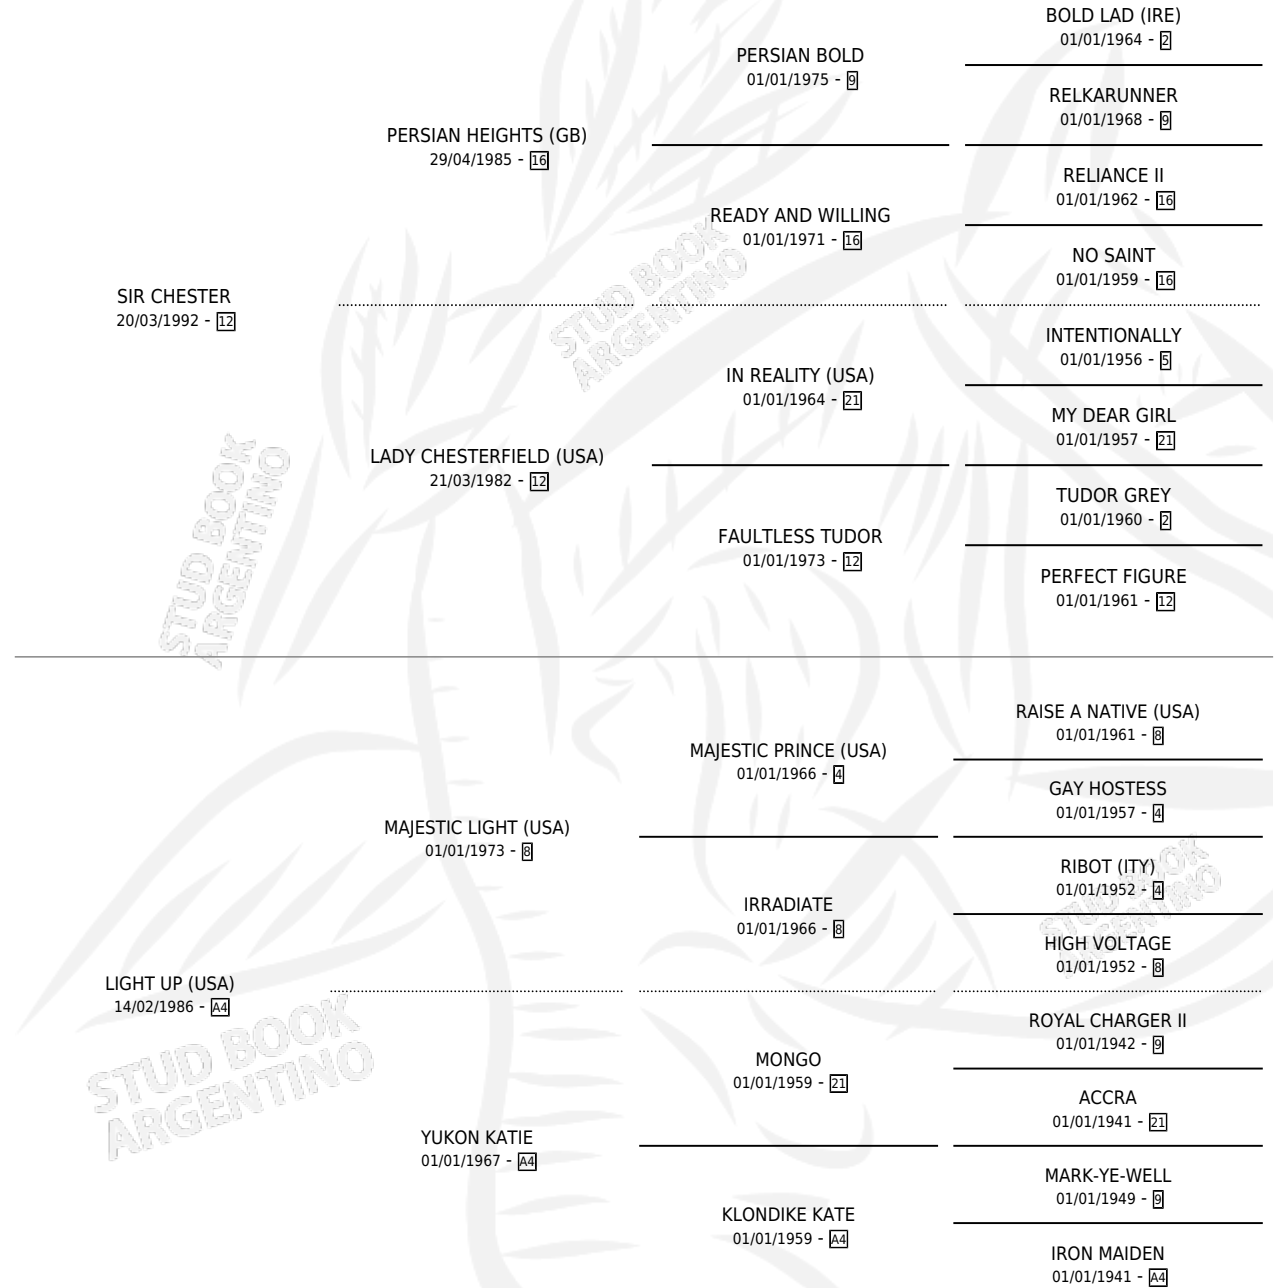 SIR CHESTER
20/03/1992 - 12
PERSIAN HEIGHTS (GB)
29/04/1985 - 16
PERSIAN BOLD
01/01/1975 - 9
BOLD LAD (IRE)
01/01/1964 - 2
RELKARUNNER
01/01/1968 - 9
READY AND WILLING
01/01/1971 - 16
RELIANCE II
01/01/1962 - 16
NO SAINT
01/01/1959 - 16
LADY CHESTERFIELD (USA)
21/03/1982 - 12
IN REALITY (USA)
01/01/1964 - 21
INTENTIONALLY
01/01/1956 - 5
MY DEAR GIRL
01/01/1957 - 21
FAULTLESS TUDOR
01/01/1973 - 12
TUDOR GREY
01/01/1960 - 2
PERFECT FIGURE
01/01/1961 - 12
LIGHT UP (USA)
14/02/1986 - A4
MAJESTIC LIGHT (USA)
01/01/1973 - 8
MAJESTIC PRINCE (USA)
01/01/1966 - 4
RAISE A NATIVE (USA)
01/01/1961 - 8
GAY HOSTESS
01/01/1957 - 4
IRRADIATE
01/01/1966 - 8
RIBOT (ITY)
01/01/1952 - 4
HIGH VOLTAGE
01/01/1952 - 8
YUKON KATIE
01/01/1967 - A4
MONGO
01/01/1959 - 21
ROYAL CHARGER II
01/01/1942 - 9
ACCRA
01/01/1941 - 21
KLONDIKE KATE
01/01/1959 - A4
MARK-YE-WELL
01/01/1949 - 9
IRON MAIDEN
01/01/1941 - A4
STUD BOOK
ARGENTINO
STUD BOOK
ARGENTINO
STUD BOOK
ARGENTINO
STUD BOOK
ARGENTINO